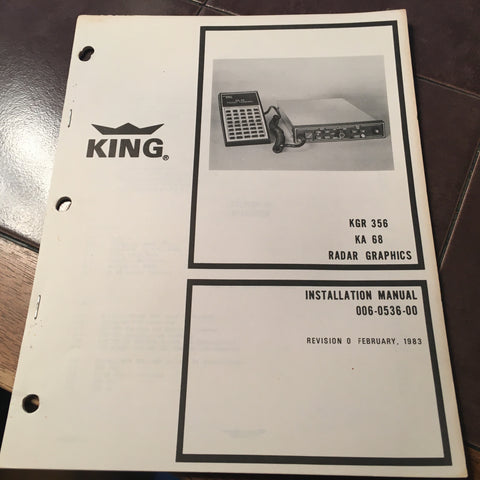 KING®
KGR 356
KA 68
RADAR GRAPHICS
INSTALLATION MANUAL
006-0536-00
REVISION 0 FEBRUARY, 1983